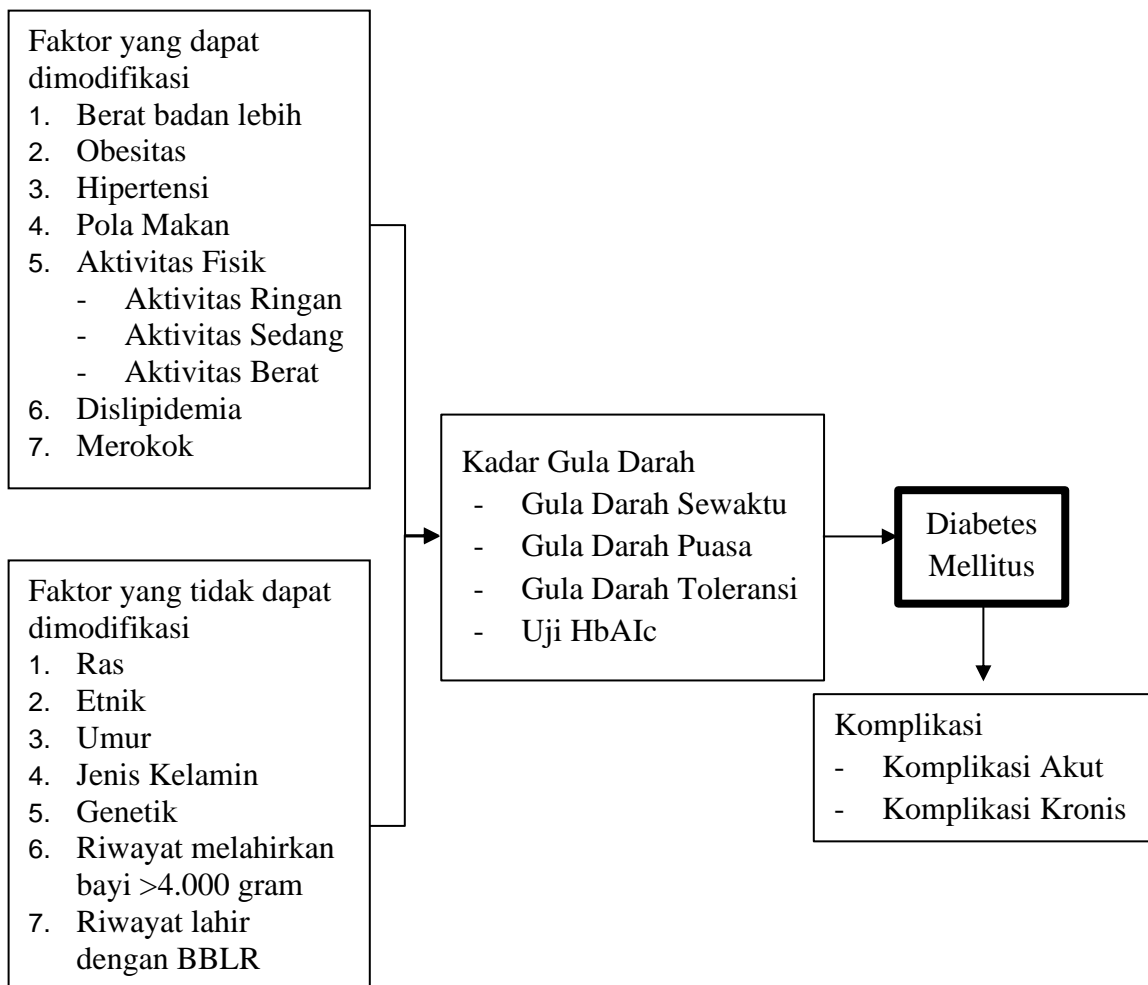 Faktor yang dapat
dimodifikasi
1. Berat badan lebih
2. Obesitas
3. Hipertensi
4. Pola Makan
5. Aktivitas Fisik
- Aktivitas Ringan
- Aktivitas Sedang
- Aktivitas Berat
6. Dislipidemia
7. Merokok
Faktor yang tidak dapat
dimodifikasi
1. Ras
2. Etnik
3. Umur
4. Jenis Kelamin
5. Genetik
6. Riwayat melahirkan
bayi >4.000 gram
7. Riwayat lahir
dengan BBLR
Kadar Gula Darah
- Gula Darah Sewaktu
- Gula Darah Puasa
- Gula Darah Toleransi
- Uji HbAIc
Diabetes
Mellitus
Komplikasi
- Komplikasi Akut
- Komplikasi Kronis